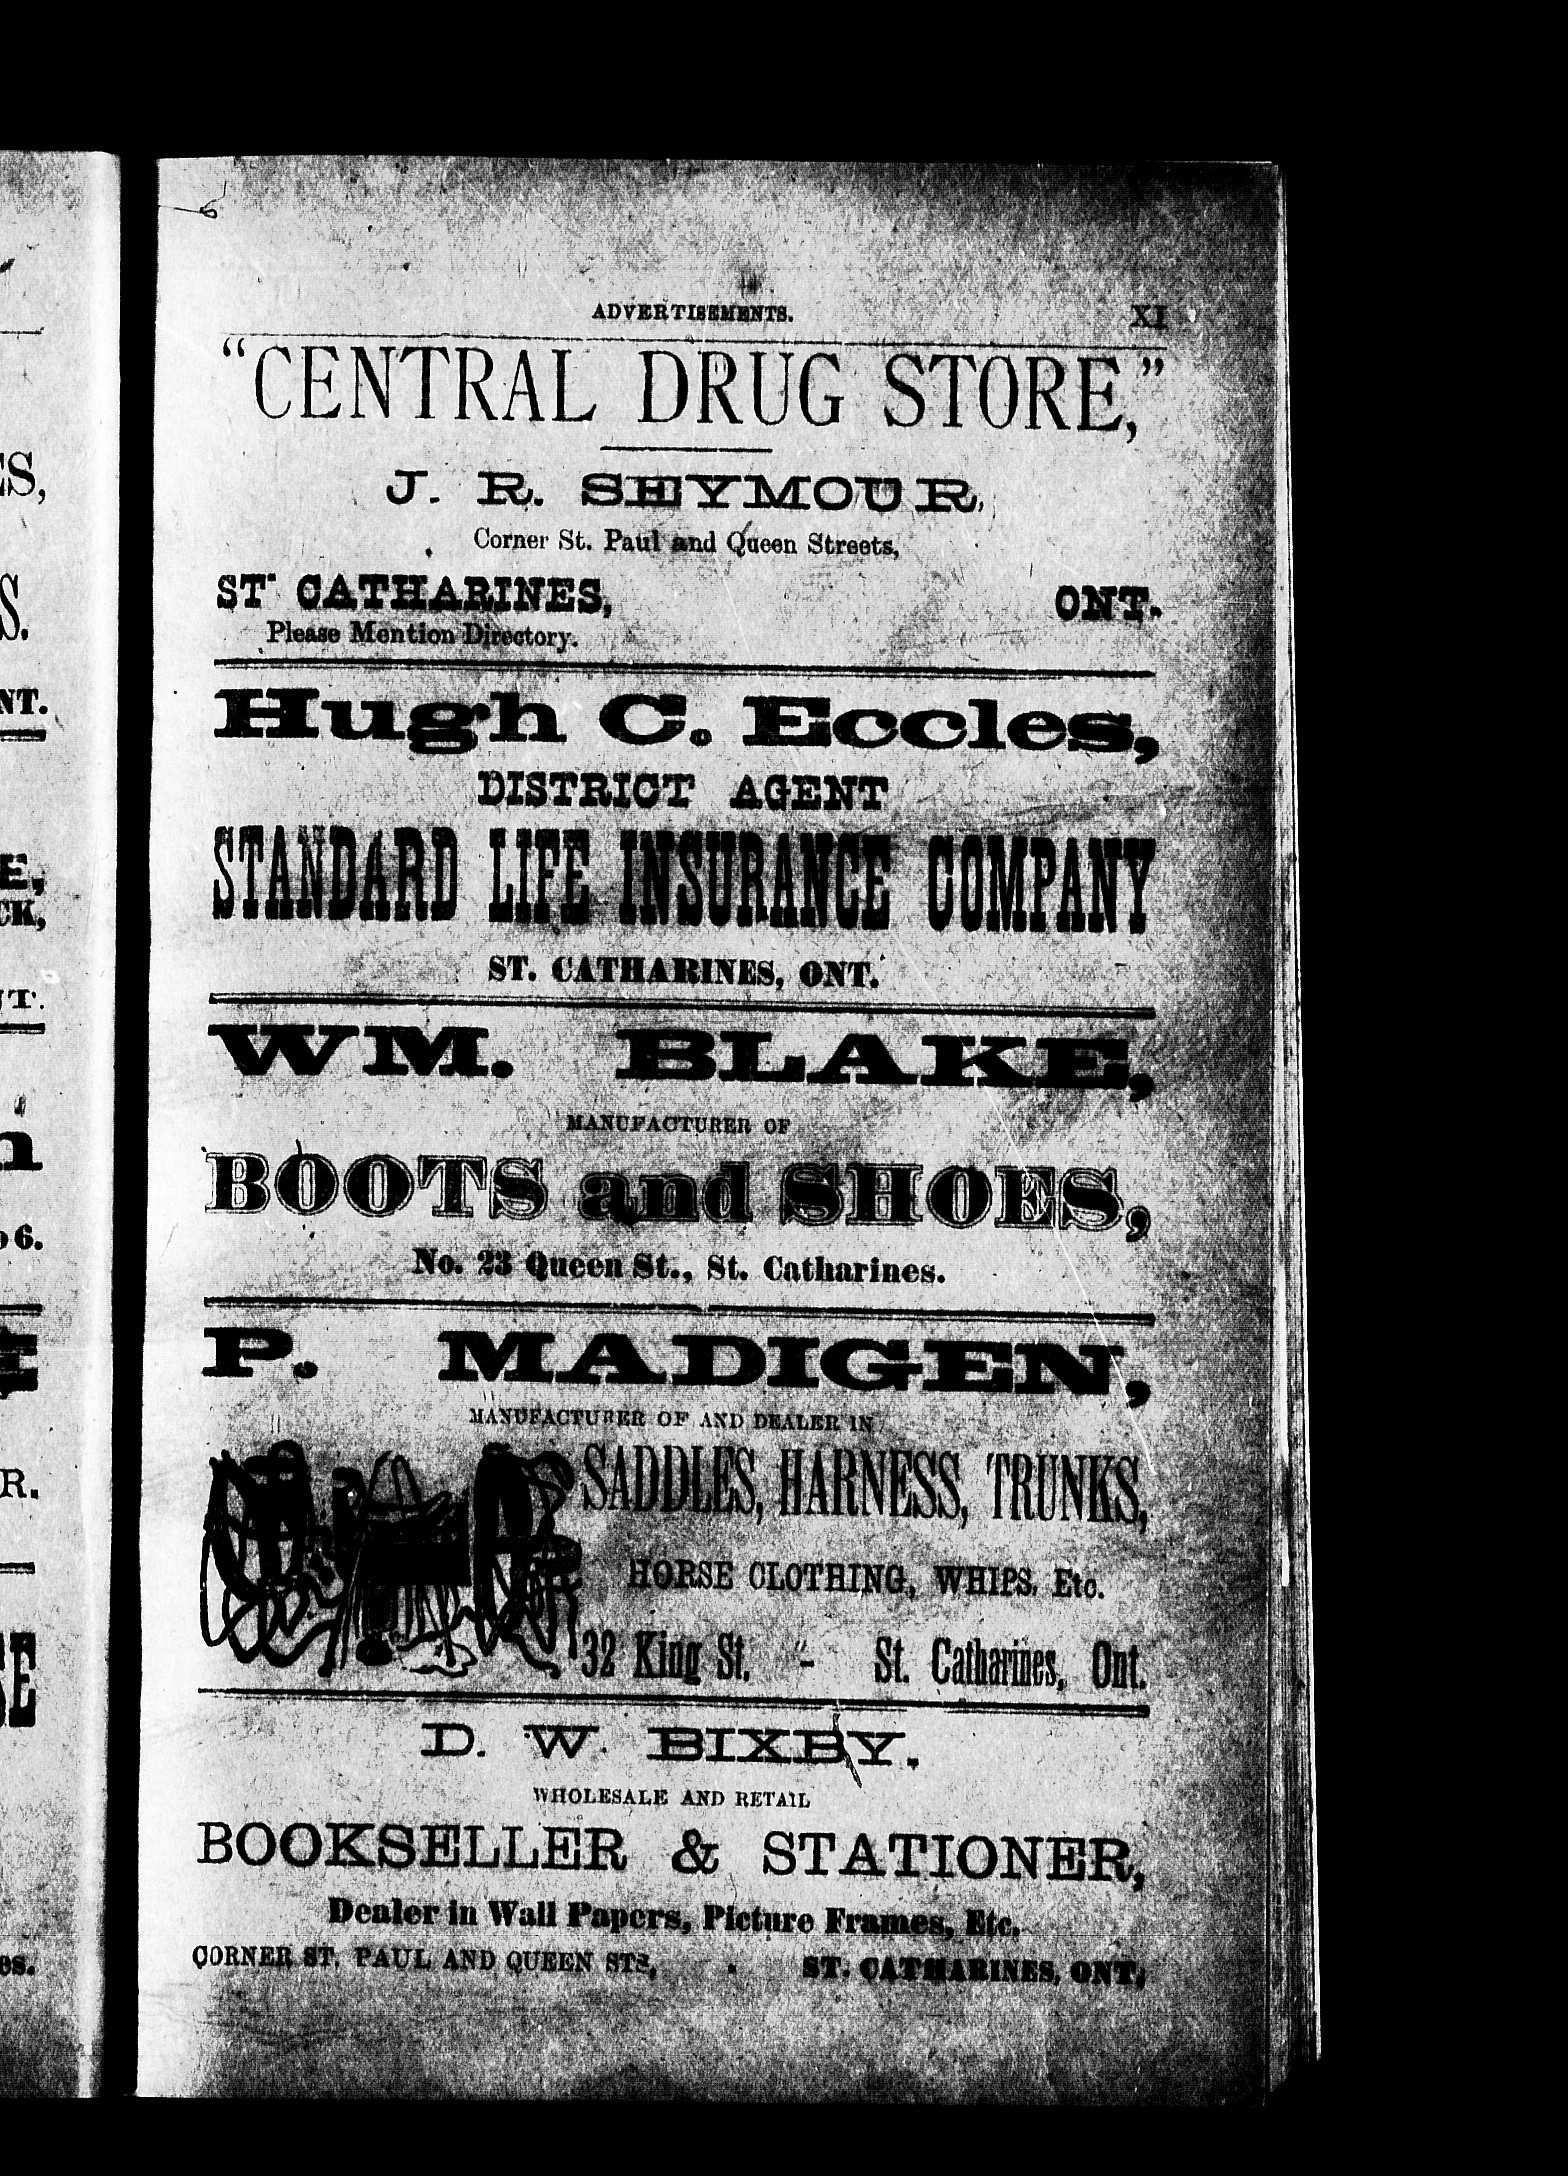 ADVERTISEMENTS. XI
"CENTRAL DRUG STORE,"
J. R. SEYMOUR,
Corner St. Paul and Queen Streets,
ST. CATHARINES, ONT.
Please Mention Directory.
Hugh C. Eccles,
DISTRICT AGENT
STANDARD LIFE INSURANCE COMPANY
ST. CATHARINES, ONT.
WM. BLAKE,
MANUFACTURER OF
BOOTS and SHOES,
No. 23 Queen St., St. Catharines.
P. MADIGEN,
MANUFACTURER OF AND DEALER IN
SADDLES, HARNESS, TRUNKS,
HORSE CLOTHING, WHIPS, Etc.
32 King St. - St. Catharines, Ont.
D. W. BIXBY.
WHOLESALE AND RETAIL
BOOKSELLER & STATIONER,
Dealer in Wall Papers, Picture Frames, Etc.
CORNER ST. PAUL AND QUEEN STS, - ST. CATHARINES, ONT.